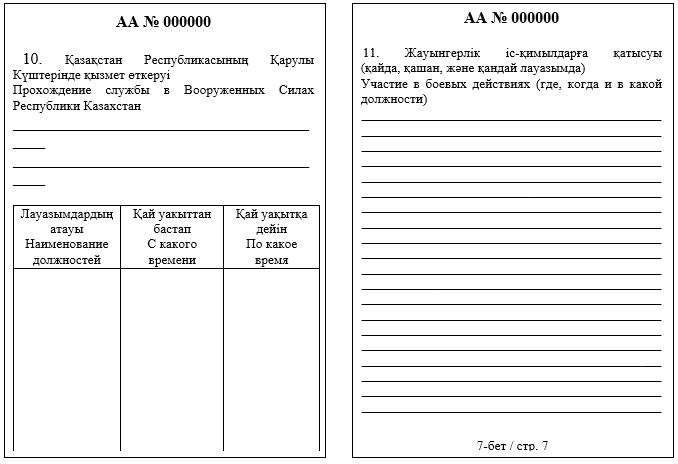 АА № 000000
10. Қазақстан Республикасының Қарулы
Күштерінде қызмет өткеруі
Прохождение службы в Вооруженных Силах
Республики Казахстан
Лауазымдардың
атауы
Наименование
должностей
Қай уақыттан
бастап
С какого
времени
Қай уақытқа
дейін
По какое
время
АА № 000000
11. Жауынгерлік іс-қимылдарға қатысуы
(қайда, қашан, және қандай лауазымда)
Участие в боевых действиях (где, когда и в какой
должности)
7-бет / стр. 7